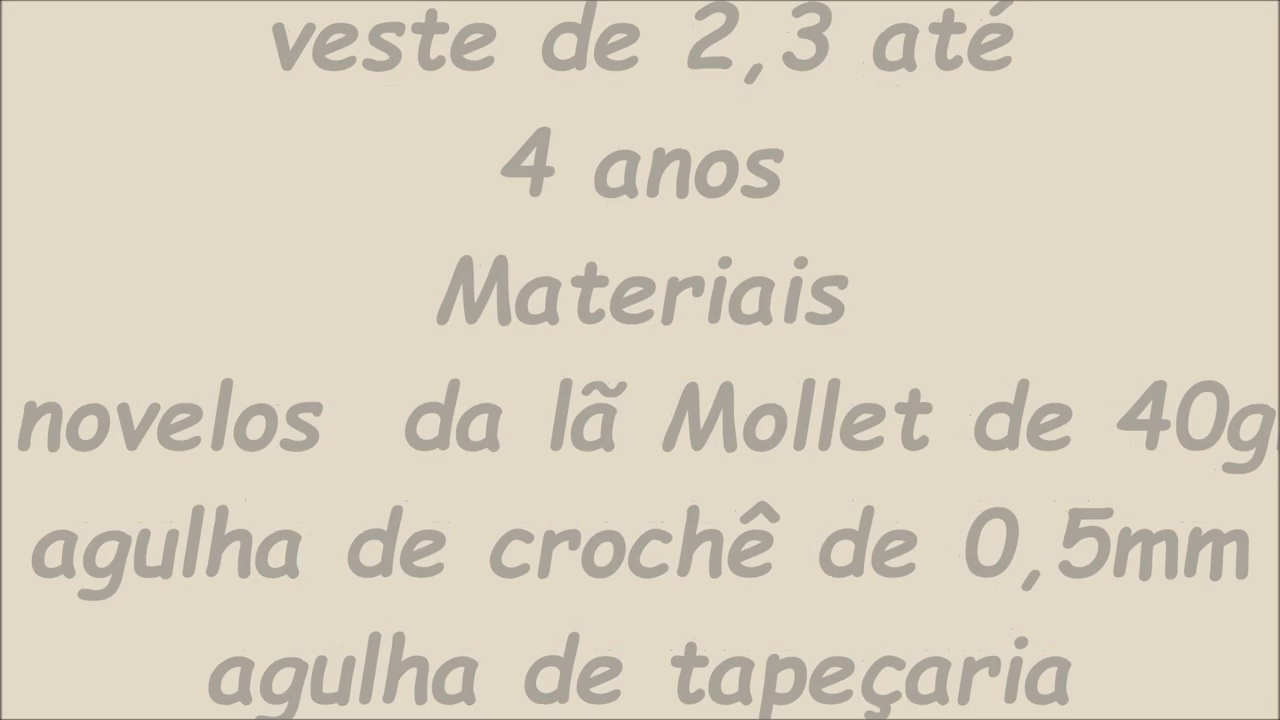 veste de 2,3 até
4 anos
Materiais
novelos da lã Mollet de 40g
agulha de crochê de 0,5mm
agulha de tapeçaria